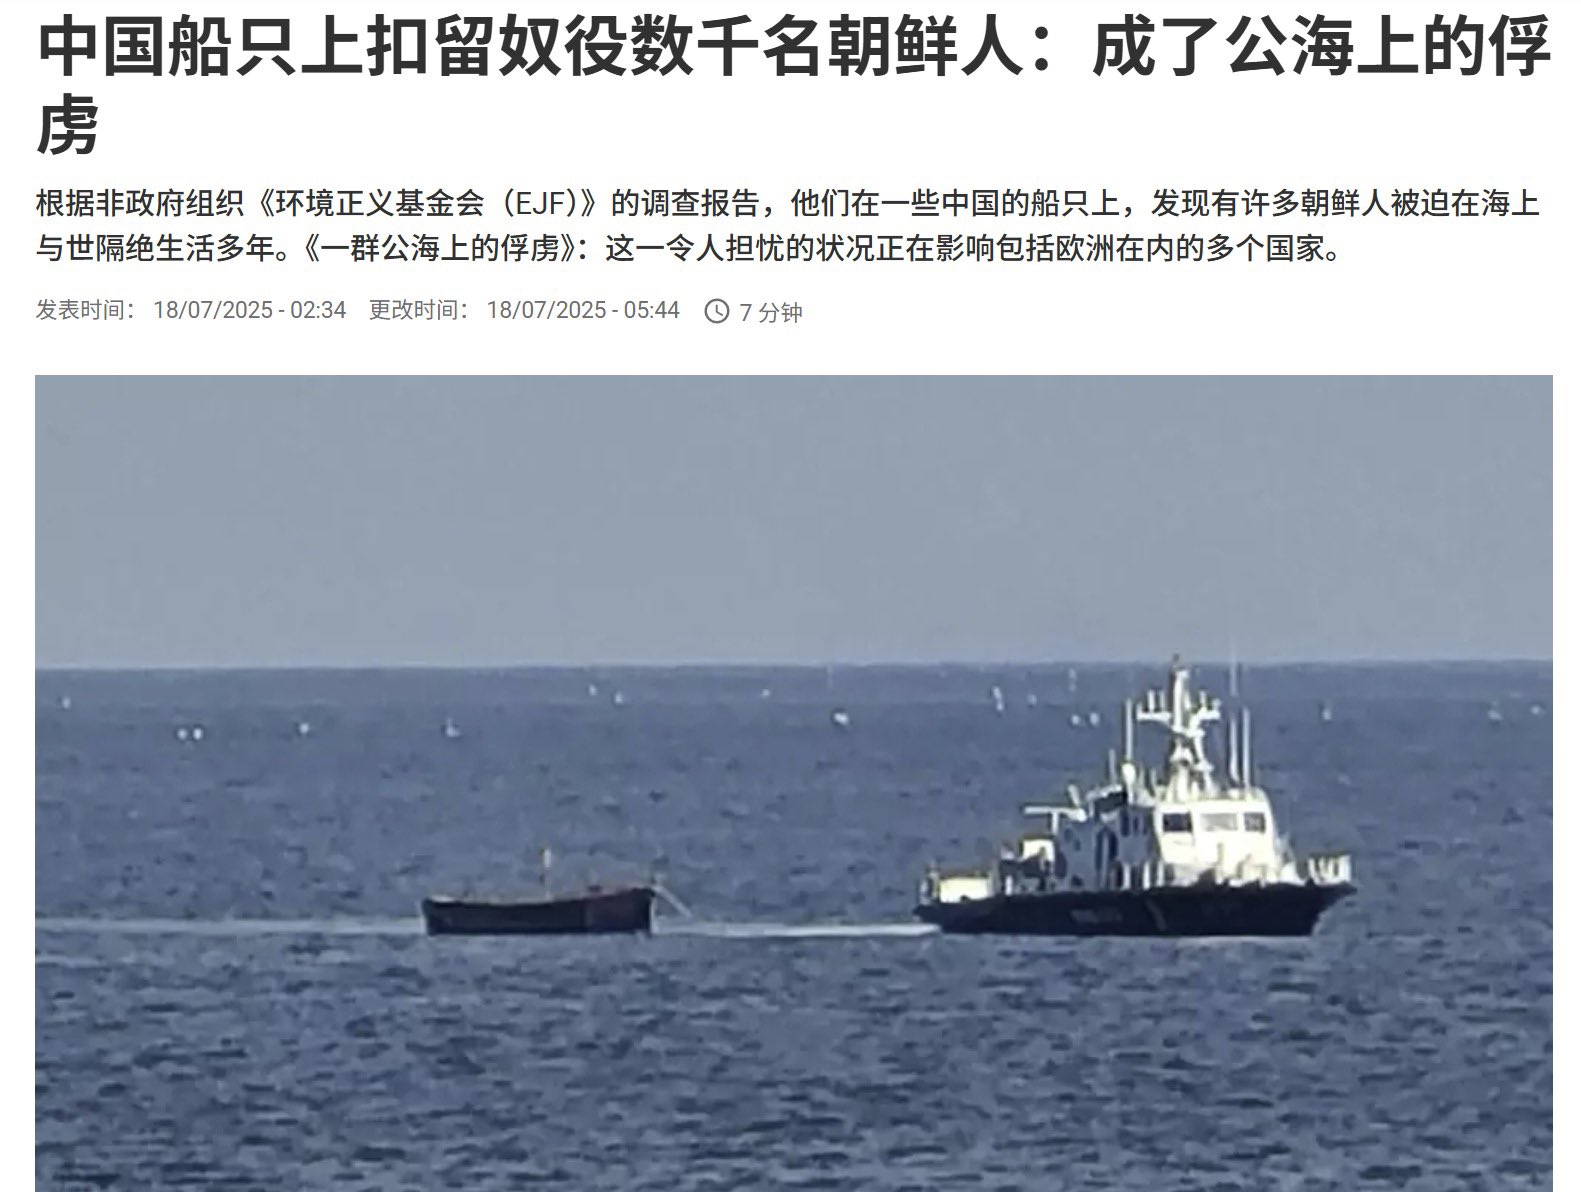 中国船只上扣留奴役数千名朝鲜人：成了公海上的俘
虏
根据非政府组织《环境正义基金会（EJF）》的调查报告，他们在一些中国的船只上，发现有许多朝鲜人被迫在海上
与世隔绝生活多年。《一群公海上的俘虏》：这一令人担忧的状况正在影响包括欧洲在内的多个国家。
发表时间： 18/07/2025 - 02:34 更改时间： 18/07/2025 - 05:44 7 分钟